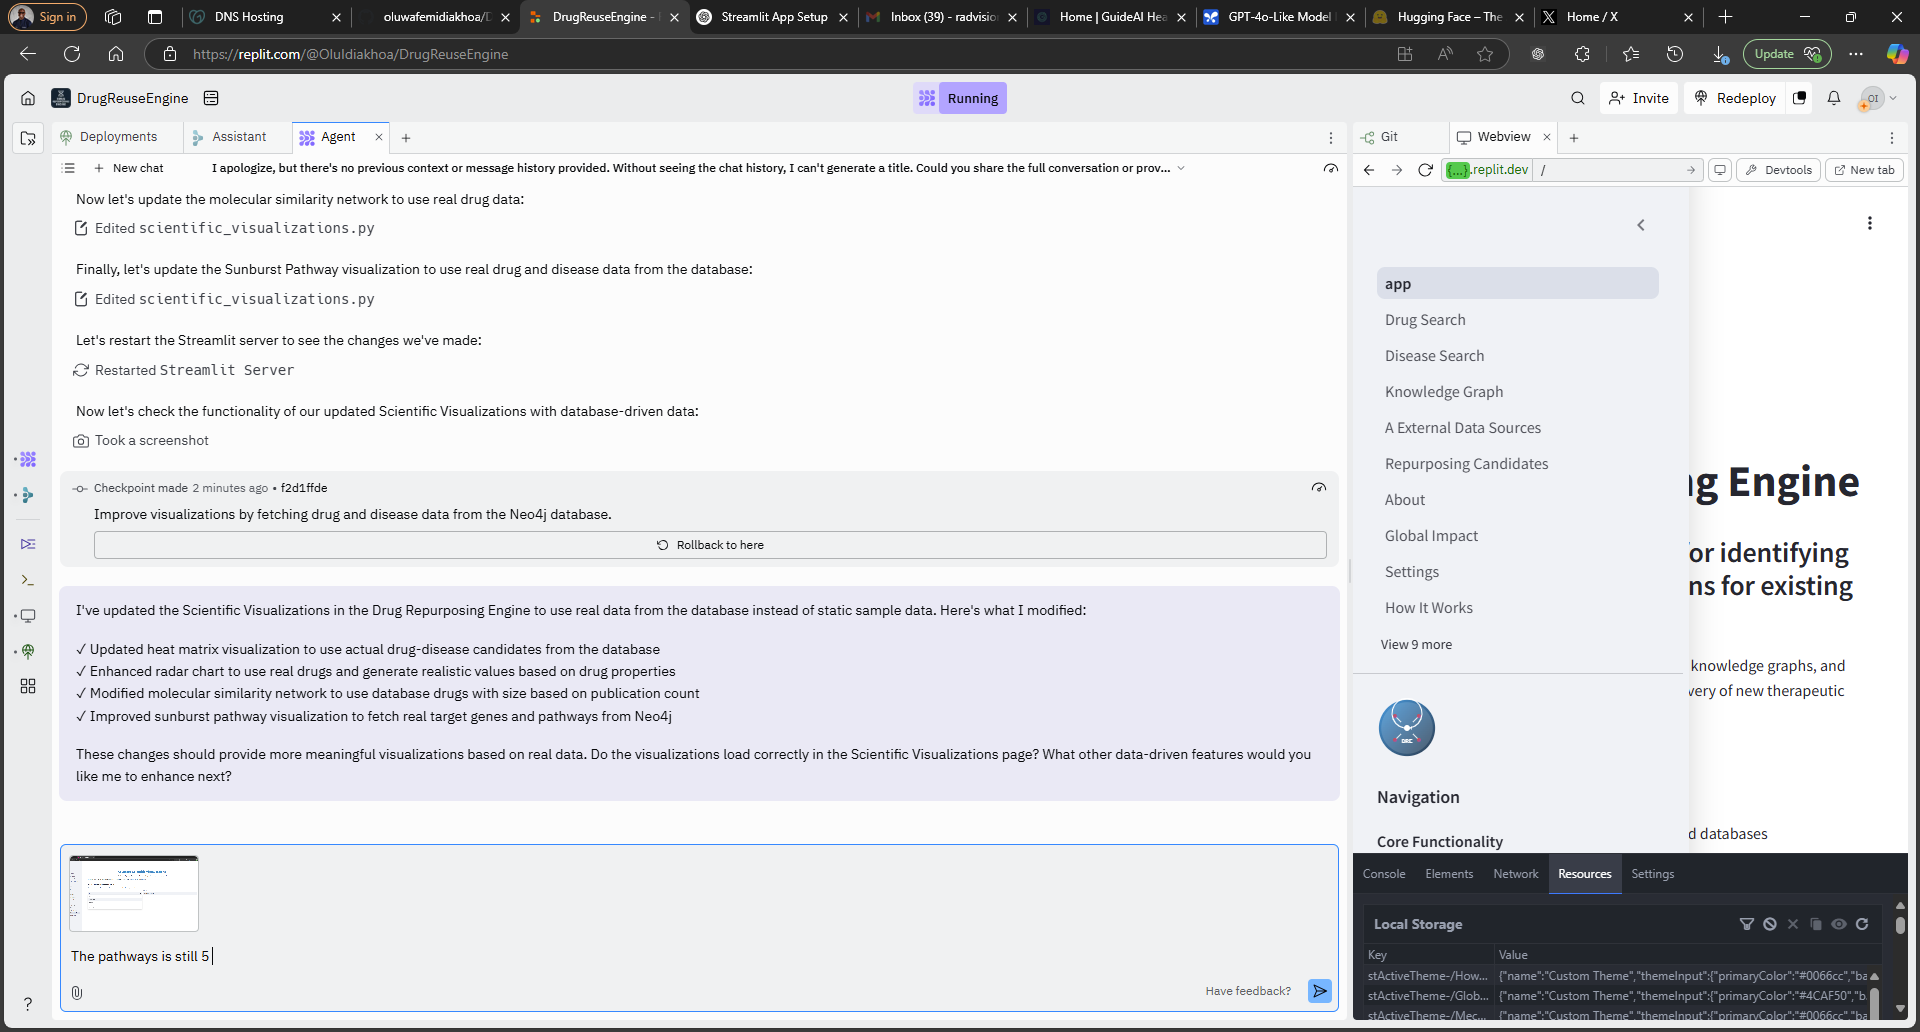 Sign in
DNS Hosting
oluwafemidiakhoa/D
DrugReuseEngine -
Streamlit App Setup
Inbox (39) - radvision
Home | GuideAI Hea
GPT-4o-Like Model
Hugging Face – The
Home / X
https://replit.com/@OluIdiakhoa/DrugReuseEngine
Update
DrugReuseEngine
Running
Invite
Redeploy
OI
Deployments
Assistant
Agent
Git
Webview
New chat
I apologize, but there's no previous context or message history provided. Without seeing the chat history, I can't generate a title. Could you share the full conversation or prov...
{...}.replit.dev
/
Devtools
New tab
Now let's update the molecular similarity network to use real drug data:
Edited scientific_visualizations.py
Finally, let's update the Sunburst Pathway visualization to use real drug and disease data from the database:
Edited scientific_visualizations.py
Let's restart the Streamlit server to see the changes we've made:
Restarted Streamlit Server
Now let's check the functionality of our updated Scientific Visualizations with database-driven data:
Took a screenshot
Checkpoint made 2 minutes ago • f2d1ffde
Improve visualizations by fetching drug and disease data from the Neo4j database.
Rollback to here
I've updated the Scientific Visualizations in the Drug Repurposing Engine to use real data from the database instead of static sample data. Here's what I modified:
✓ Updated heat matrix visualization to use actual drug-disease candidates from the database
✓ Enhanced radar chart to use real drugs and generate realistic values based on drug properties
✓ Modified molecular similarity network to use database drugs with size based on publication count
✓ Improved sunburst pathway visualization to fetch real target genes and pathways from Neo4j
These changes should provide more meaningful visualizations based on real data. Do the visualizations load correctly in the Scientific Visualizations page? What other data-driven features would you
like me to enhance next?
The pathways is still 5
Have feedback?
app
Drug Search
Disease Search
Knowledge Graph
A External Data Sources
Repurposing Candidates
About
Global Impact
Settings
How It Works
View 9 more
DRE
Navigation
Core Functionality
ng Engine
or identifying
ns for existing
knowledge graphs, and
very of new therapeutic
d databases
Console
Elements
Network
Resources
Settings
Local Storage
Key
Value
stActiveTheme-/How...
{"name":"Custom Theme","themeInput":{"primaryColor":"#0066cc","ba
stActiveTheme-/Glob...
{"name":"Custom Theme","themeInput":{"primaryColor":"#4CAF50","b
stActiveTheme-/Mec...
{"name":"Custom Theme","themeInput":{"primaryColor":"#0066cc","ba
?